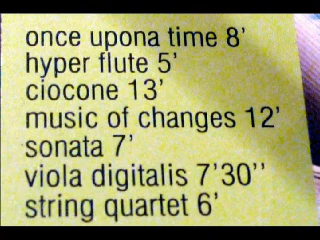 once upona time 8'
hyper flute 5'
ciocone 13'
music of changes 12'
sonata 7'
viola digitalis 7'30''
string quartet 6'